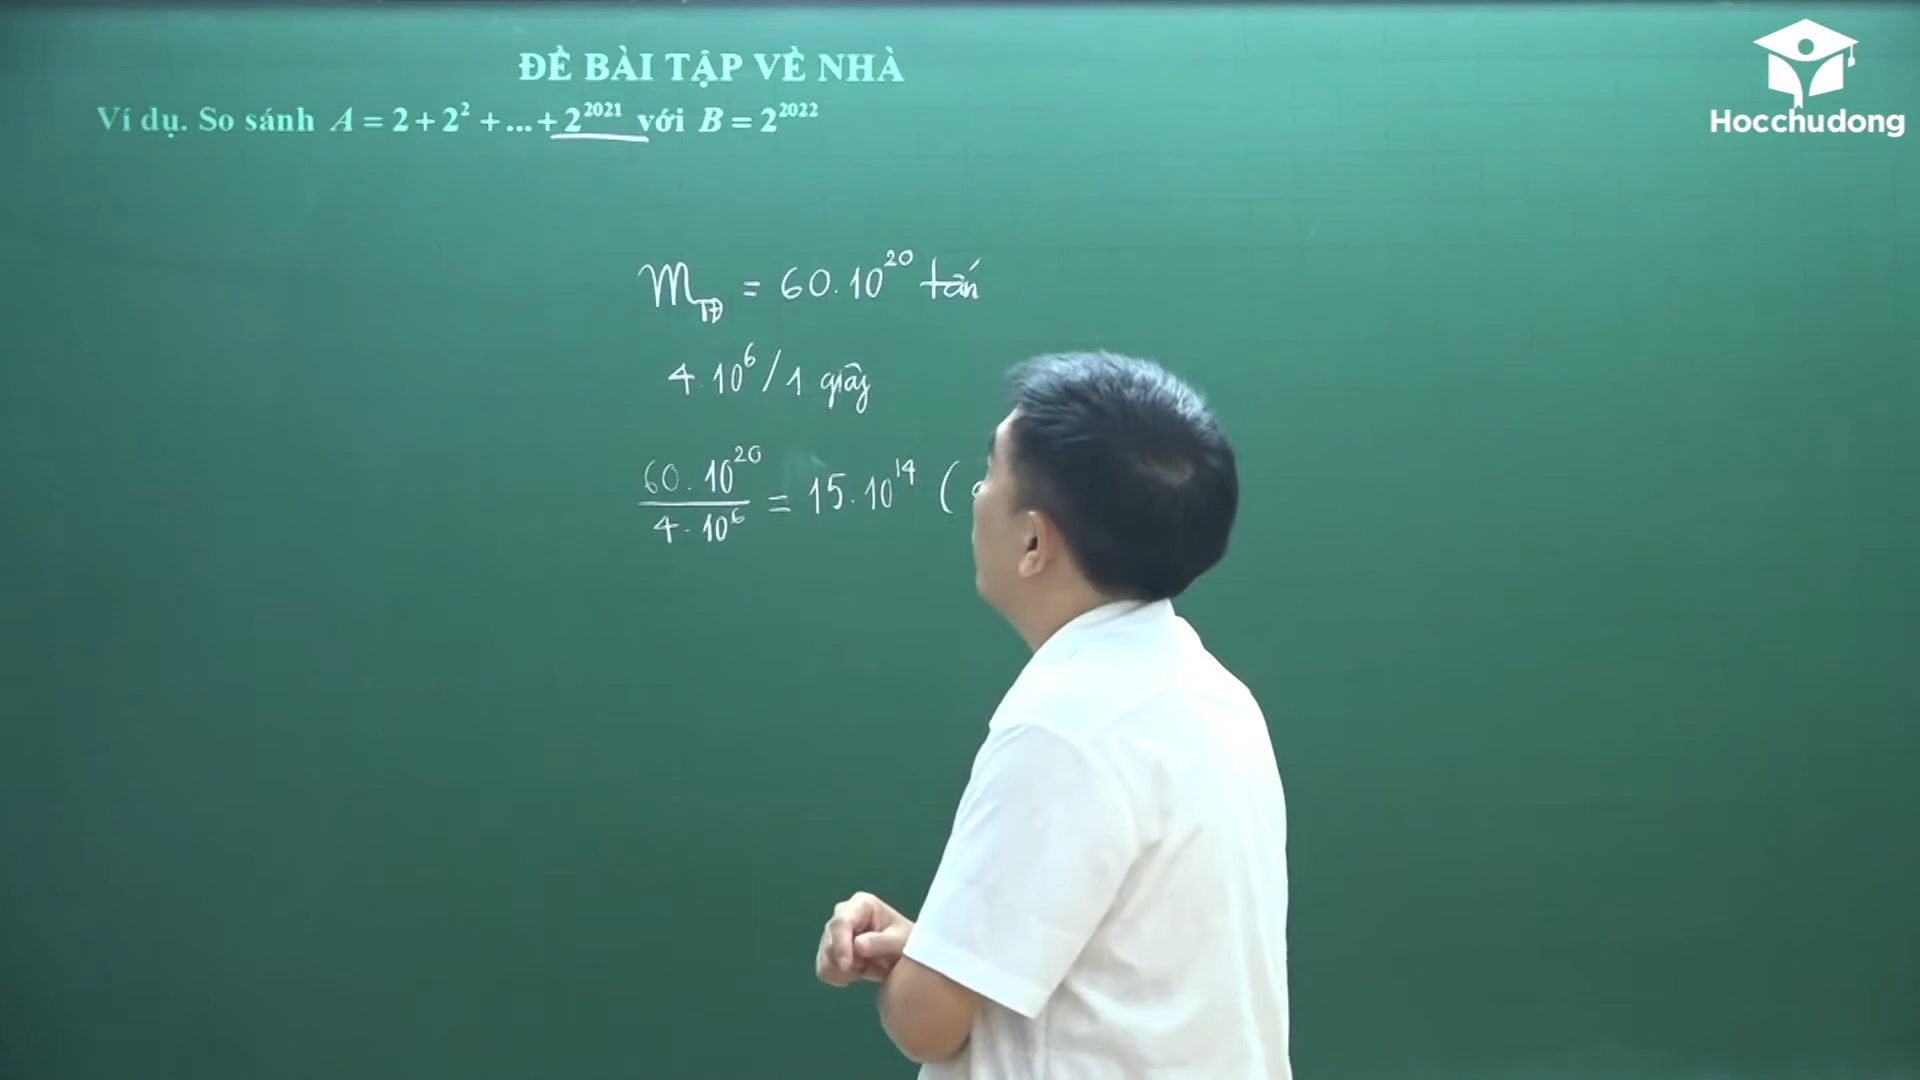 ĐỀ BÀI TẬP VỀ NHÀ
Ví dụ. So sánh A = 2 + 2² + ... + 2²⁰²¹ với B = 2²⁰²²
Hocchudong
m_TĐ = 60.10²⁰ tấn
4.10⁶ / 1 giây
60.10²⁰ / 4.10⁶ = 15.10¹⁴ (